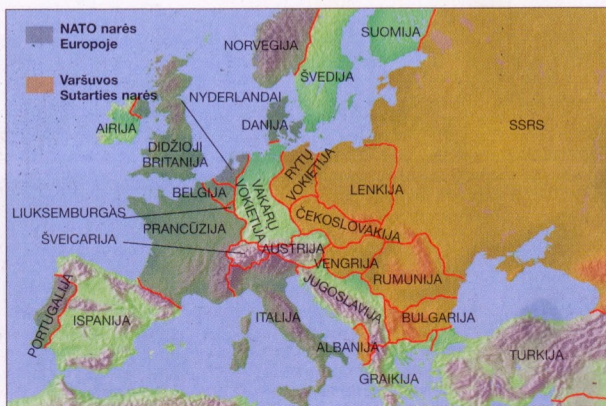 NATO narės
Europoje
Varšuvos
Sutarties narės
NORVEGIJA
SUOMIJA
ŠVEDIJA
NYDERLANDAI
DANIJA
SSRS
AIRIJA
DIDŽIOJI
BRITANIJA
RYTŲ
VOKIETIJA
LENKIJA
BELGIJA
VAKARŲ
VOKIETIJA
LIUKSEMBURGAS
ČEKOSLOVAKIJA
PRANCŪZIJA
ŠVEICARIJA
AUSTRIJA
VENGRIJA
RUMUNIJA
JUGOSLAVIJA
PORTUGALIJA
ISPANIJA
ITALIJA
BULGARIJA
ALBANIJA
TURKIJA
GRAIKIJA